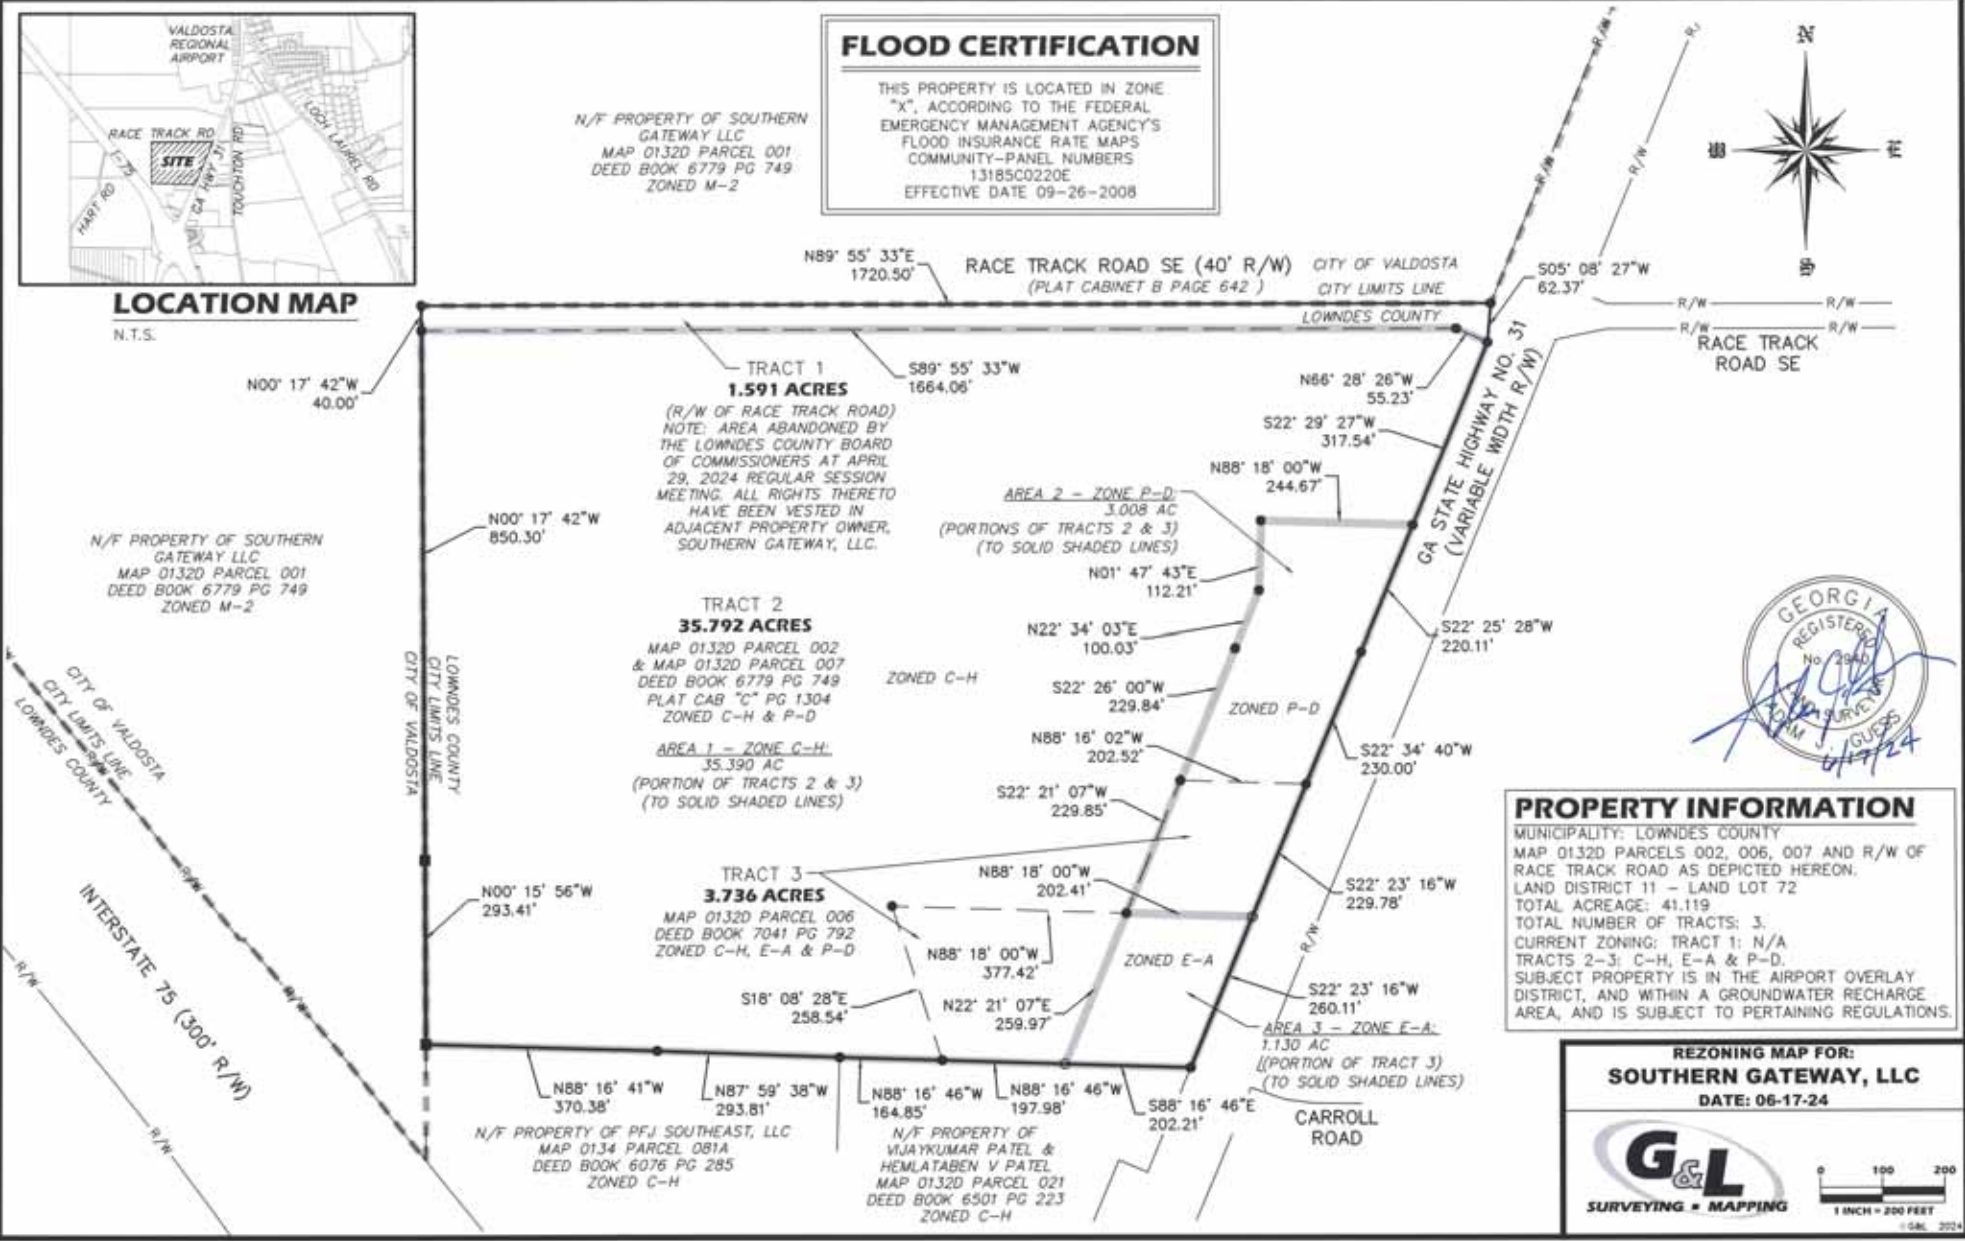 VALDOSTA
REGIONAL
AIRPORT
RACE TRACK RD
SITE
I-75
GA HWY 31
TOUCHTON RD
LOCH LAUREL RD
HART RD
LOCATION MAP
N.T.S.
FLOOD CERTIFICATION
THIS PROPERTY IS LOCATED IN ZONE
"X", ACCORDING TO THE FEDERAL
EMERGENCY MANAGEMENT AGENCY'S
FLOOD INSURANCE RATE MAPS
COMMUNITY-PANEL NUMBERS
13185C0220E
EFFECTIVE DATE 09-26-2008
N/F PROPERTY OF SOUTHERN
GATEWAY LLC
MAP 0132D PARCEL 001
DEED BOOK 6779 PG 749
ZONED M-2
N
W
E
S
R/W
R/W
R/W
R/W
N89° 55' 33"E
1720.50'
RACE TRACK ROAD SE (40' R/W)
(PLAT CABINET B PAGE 642 )
CITY OF VALDOSTA
CITY LIMITS LINE
LOWNDES COUNTY
S05° 08' 27"W
62.37'
R/W
R/W
R/W
R/W
RACE TRACK
ROAD SE
N00° 17' 42"W
40.00'
S89° 55' 33"W
1664.06'
N66° 28' 26"W
55.23'
S22° 29' 27"W
317.54'
GA STATE HIGHWAY NO. 31
(VARIABLE WIDTH R/W)
TRACT 1
1.591 ACRES
(R/W OF RACE TRACK ROAD)
NOTE: AREA ABANDONED BY
THE LOWNDES COUNTY BOARD
OF COMMISSIONERS AT APRIL
29, 2024 REGULAR SESSION
MEETING. ALL RIGHTS THERETO
HAVE BEEN VESTED IN
ADJACENT PROPERTY OWNER,
SOUTHERN GATEWAY, LLC.
N88° 18' 00"W
244.67'
AREA 2 - ZONE P-D:
3.008 AC
(PORTIONS OF TRACTS 2 & 3)
(TO SOLID SHADED LINES)
N00° 17' 42"W
850.30'
N/F PROPERTY OF SOUTHERN
GATEWAY LLC
MAP 0132D PARCEL 001
DEED BOOK 6779 PG 749
ZONED M-2
N01° 47' 43"E
112.21'
N22° 34' 03"E
100.03'
S22° 25' 28"W
220.11'
TRACT 2
35.792 ACRES
MAP 0132D PARCEL 002
& MAP 0132D PARCEL 007
DEED BOOK 6779 PG 749
PLAT CAB "C" PG 1304
ZONED C-H & P-D
AREA 1 - ZONE C-H:
35.390 AC
(PORTION OF TRACTS 2 & 3)
(TO SOLID SHADED LINES)
ZONED C-H
S22° 26' 00"W
229.84'
ZONED P-D
N88° 16' 02"W
202.52'
S22° 34' 40"W
230.00'
CITY OF VALDOSTA
CITY LIMITS LINE
LOWNDES COUNTY
CITY OF VALDOSTA
CITY LIMITS LINE
R/W
LOWNDES COUNTY
S22° 21' 07"W
229.85'
GEORGIA
REGISTERED
No. 2940
LAND SURVEYOR
ADAM J. GUESS
6/17/24
TRACT 3
3.736 ACRES
MAP 0132D PARCEL 006
DEED BOOK 7041 PG 792
ZONED C-H, E-A & P-D
N88° 18' 00"W
202.41'
S22° 23' 16"W
229.78'
N00° 15' 56"W
293.41'
N88° 18' 00"W
377.42'
ZONED E-A
R/W
S18° 08' 28"E
258.54'
N22° 21' 07"E
259.97'
S22° 23' 16"W
260.11'
AREA 3 - ZONE E-A:
1.130 AC
(PORTION OF TRACT 3)
(TO SOLID SHADED LINES)
R/W
R/W
R/W
R/W
INTERSTATE 75 (300' R/W)
N88° 16' 41"W
370.38'
N87° 59' 38"W
293.81'
N88° 16' 46"W
164.85'
N88° 16' 46"W
197.98'
S88° 16' 46"E
202.21'
CARROLL
ROAD
N/F PROPERTY OF PFJ SOUTHEAST, LLC
MAP 0134 PARCEL 081A
DEED BOOK 6076 PG 285
ZONED C-H
N/F PROPERTY OF
VIJAYKUMAR PATEL &
HEMLATABEN V PATEL
MAP 0132D PARCEL 021
DEED BOOK 6501 PG 223
ZONED C-H
PROPERTY INFORMATION
MUNICIPALITY: LOWNDES COUNTY
MAP 0132D PARCELS 002, 006, 007 AND R/W OF
RACE TRACK ROAD AS DEPICTED HEREON.
LAND DISTRICT 11 - LAND LOT 72
TOTAL ACREAGE: 41.119
TOTAL NUMBER OF TRACTS: 3.
CURRENT ZONING: TRACT 1: N/A
TRACTS 2-3: C-H, E-A & P-D.
SUBJECT PROPERTY IS IN THE AIRPORT OVERLAY
DISTRICT, AND WITHIN A GROUNDWATER RECHARGE
AREA, AND IS SUBJECT TO PERTAINING REGULATIONS.
REZONING MAP FOR:
SOUTHERN GATEWAY, LLC
DATE: 06-17-24
G&L
SURVEYING ▪ MAPPING
0 100 200
1 INCH = 200 FEET
©G&L 2024